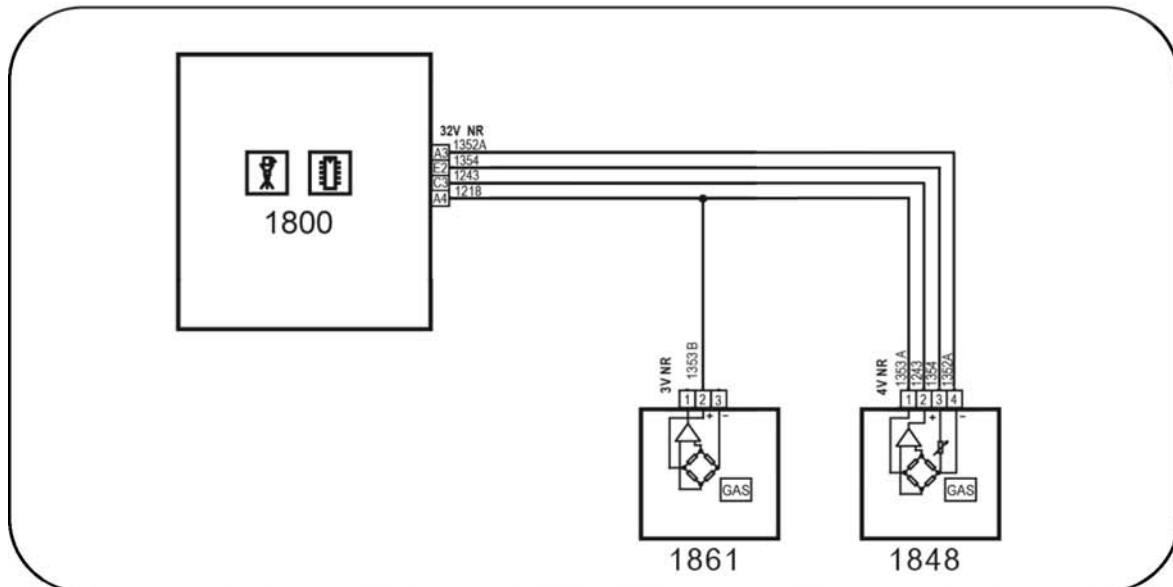 32V NR
A3 1352A
E2 1354
C3 1243
A4 1218
1800
3V NR
1353 B
4V NR
1353 A
1243
1354
1352A
1 2 3
+ −
GAS
1861
1 2 3 4
+ −
GAS
1848